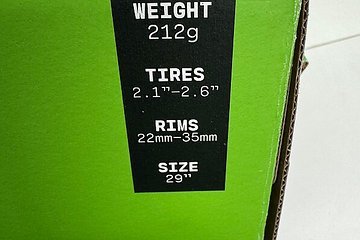 WEIGHT
212g
TIRES
2.1"-2.6"
RIMS
22mm-35mm
SIZE
29"